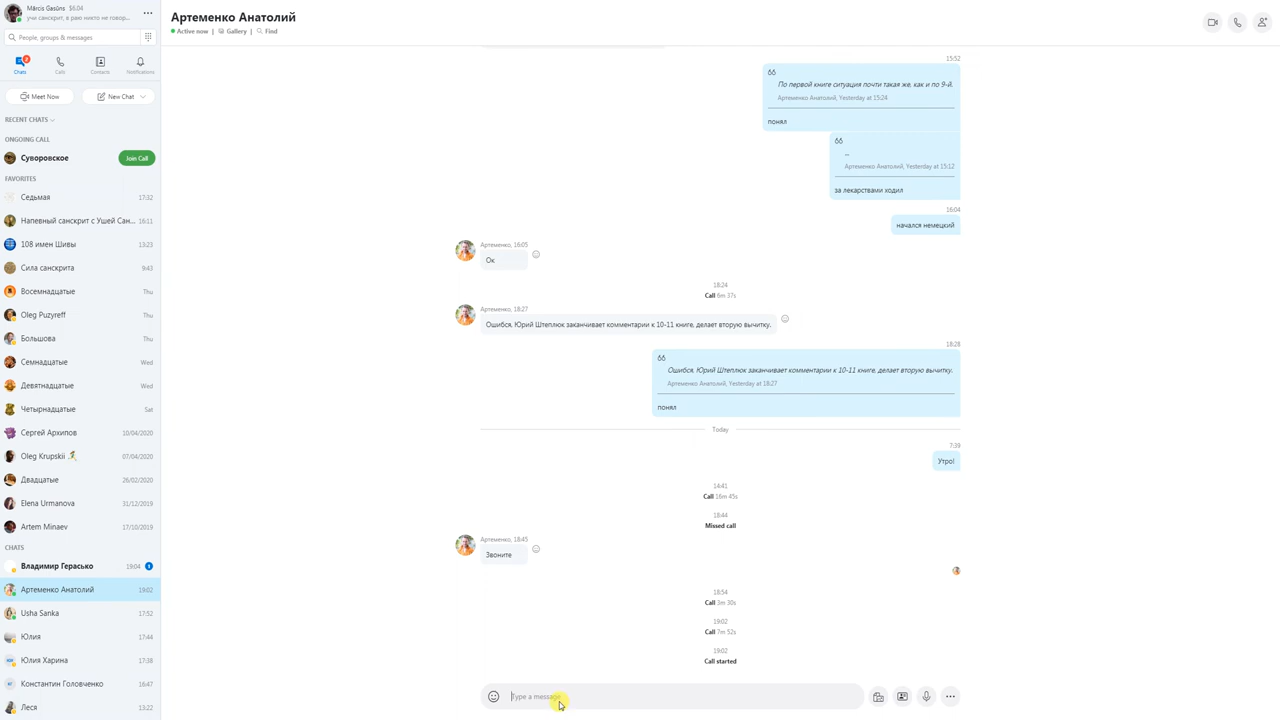 Mārcis Gasūns $6.04
учи санскрит, в раю никто не говор...
People, groups & messages
2
Chats
Calls
Contacts
Notifications
Meet Now
New Chat
RECENT CHATS
ONGOING CALL
Суворовское
Join Call
FAVORITES
Седьмая 17:32
Напевный санскрит с Ушей Сан... 16:11
108 имен Шивы 13:23
Сила санскрита 9:43
Восемнадцатые Thu
Oleg Puzyreff Thu
Большова Thu
Семнадцатые Wed
Девятнадцатые Wed
Четырнадцатые Sat
Сергей Архипов 10/04/2020
Oleg Krupskii 07/04/2020
Двадцатые 26/02/2020
Elena Urmanova 31/12/2019
Artem Minaev 17/10/2019
CHATS
Владимир Герасько 19:04 1
Артеменко Анатолий 19:02
Usha Sanka 17:52
Юлия 17:44
Юлия Харина 17:38
Константин Головченко 16:47
Леся 13:22
Артеменко Анатолий
Active now | Gallery | Find
15:52
По первой книге ситуация почти такая же, как и по 9-й.
Артеменко Анатолий, Yesterday at 15:24
понял
...
Артеменко Анатолий, Yesterday at 15:12
за лекарствами ходил
16:04
начался немецкий
Артеменко, 16:05
Ок
18:24
Call 6m 37s
Артеменко, 18:27
Ошибся, Юрий Штеплюк заканчивает комментарии к 10-11 книге, делает вторую вычитку.
18:28
Ошибся, Юрий Штеплюк заканчивает комментарии к 10-11 книге, делает вторую вычитку.
Артеменко Анатолий, Yesterday at 18:27
понял
Today
7:39
Утро!
14:41
Call 16m 45s
18:44
Missed call
Артеменко, 18:45
Звоните
18:54
Call 3m 30s
19:02
Call 7m 52s
19:02
Call started
Type a message